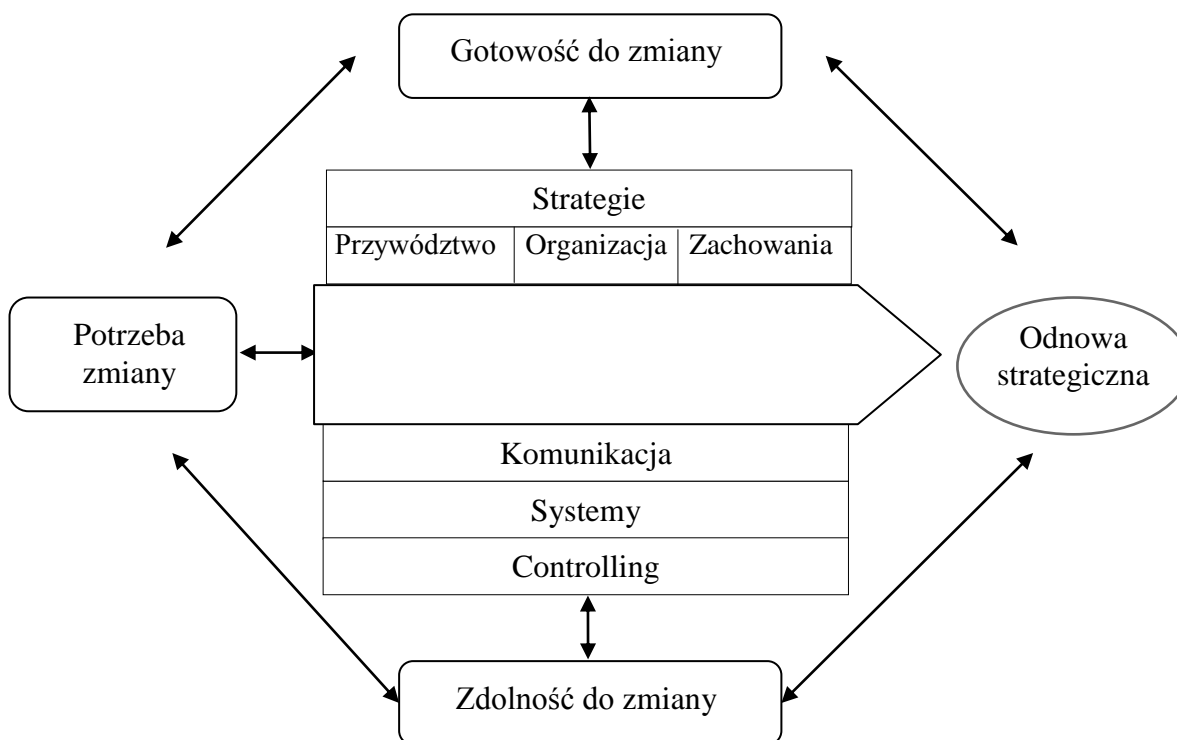 Gotowość do zmiany
Strategie
Przywództwo Organizacja Zachowania
Potrzeba
zmiany
Odnowa
strategiczna
Komunikacja
Systemy
Controlling
Zdolność do zmiany